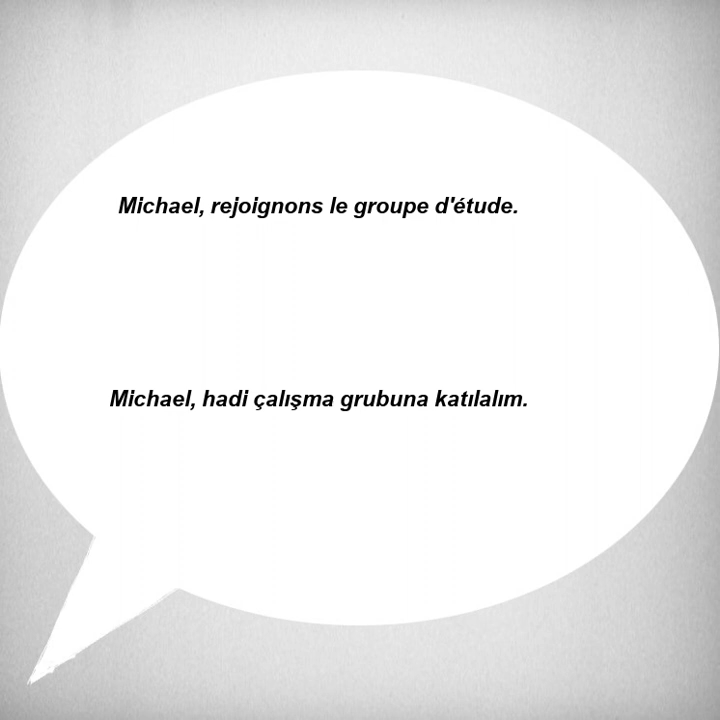 Michael, rejoignons le groupe d'étude.
Michael, hadi çalışma grubuna katılalım.